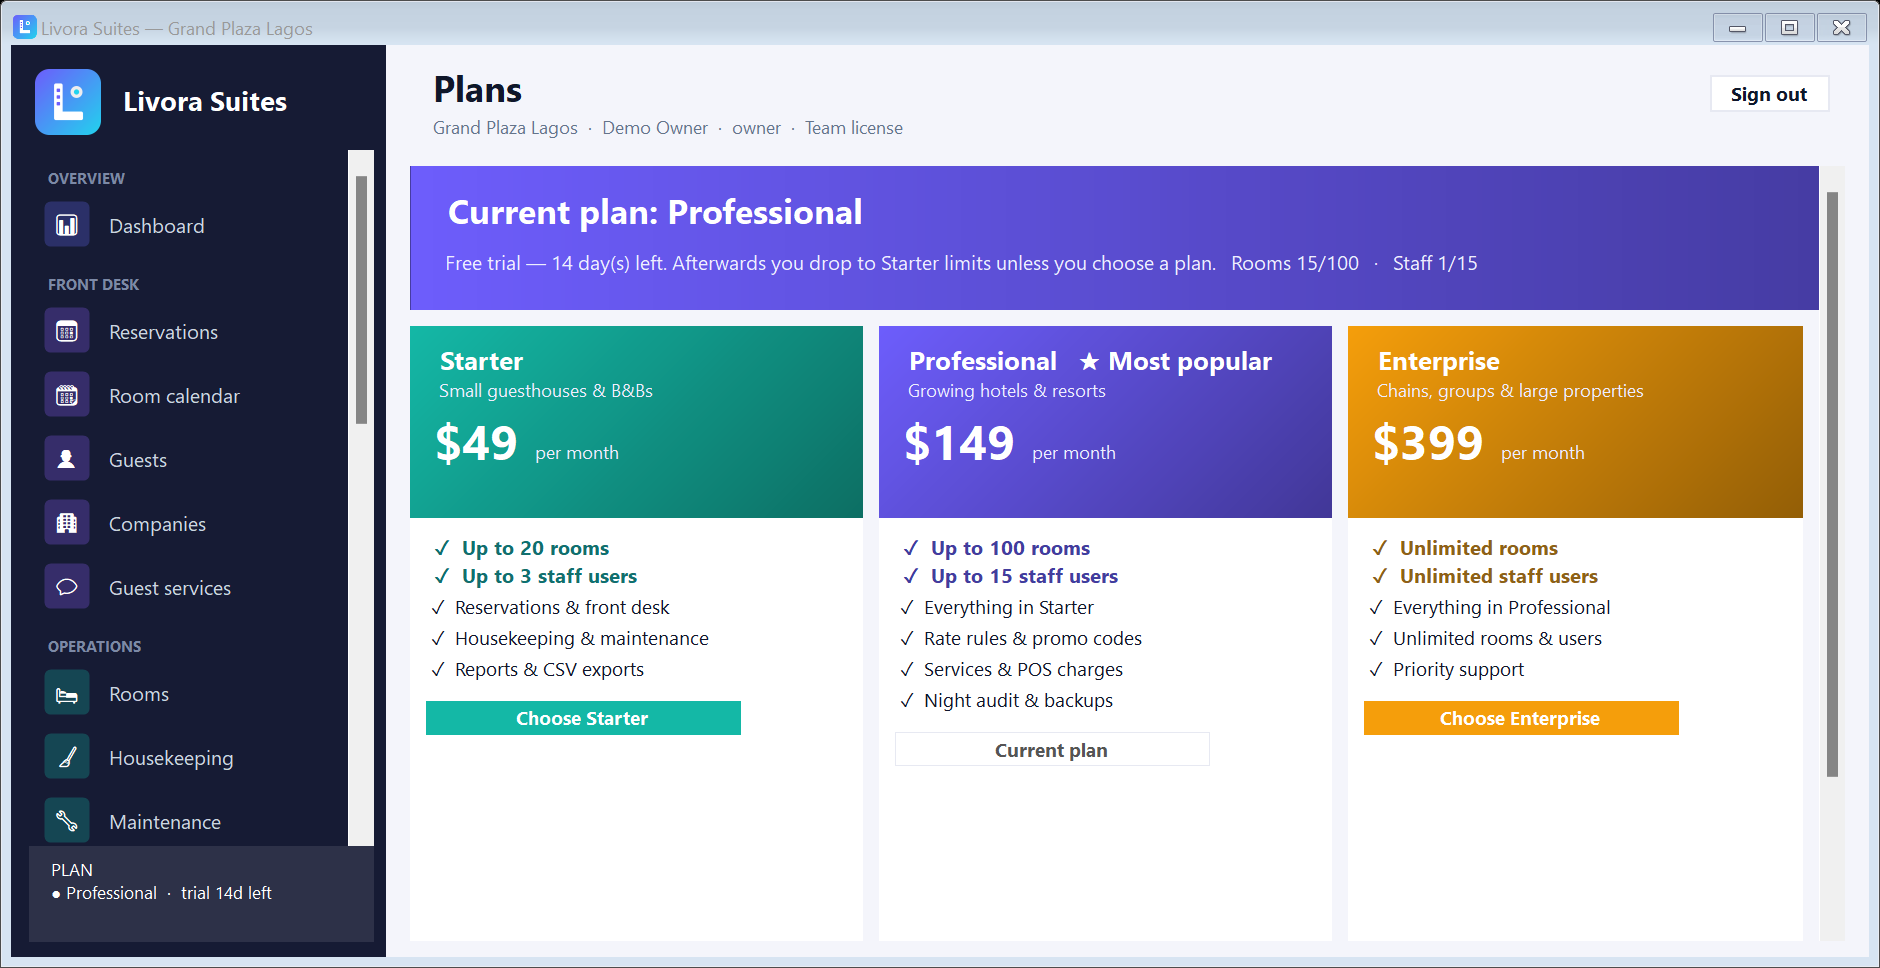 Livora Suites — Grand Plaza Lagos
Livora Suites
OVERVIEW
Dashboard
FRONT DESK
Reservations
Room calendar
Guests
Companies
Guest services
OPERATIONS
Rooms
Housekeeping
Maintenance
PLAN
● Professional · trial 14d left
Plans
Grand Plaza Lagos · Demo Owner · owner · Team license
Sign out
Current plan: Professional
Free trial — 14 day(s) left. Afterwards you drop to Starter limits unless you choose a plan. Rooms 15/100 · Staff 1/15
Starter
Small guesthouses & B&Bs
$49 per month
✓ Up to 20 rooms
✓ Up to 3 staff users
✓ Reservations & front desk
✓ Housekeeping & maintenance
✓ Reports & CSV exports
Choose Starter
Professional ★ Most popular
Growing hotels & resorts
$149 per month
✓ Up to 100 rooms
✓ Up to 15 staff users
✓ Everything in Starter
✓ Rate rules & promo codes
✓ Services & POS charges
✓ Night audit & backups
Current plan
Enterprise
Chains, groups & large properties
$399 per month
✓ Unlimited rooms
✓ Unlimited staff users
✓ Everything in Professional
✓ Unlimited rooms & users
✓ Priority support
Choose Enterprise